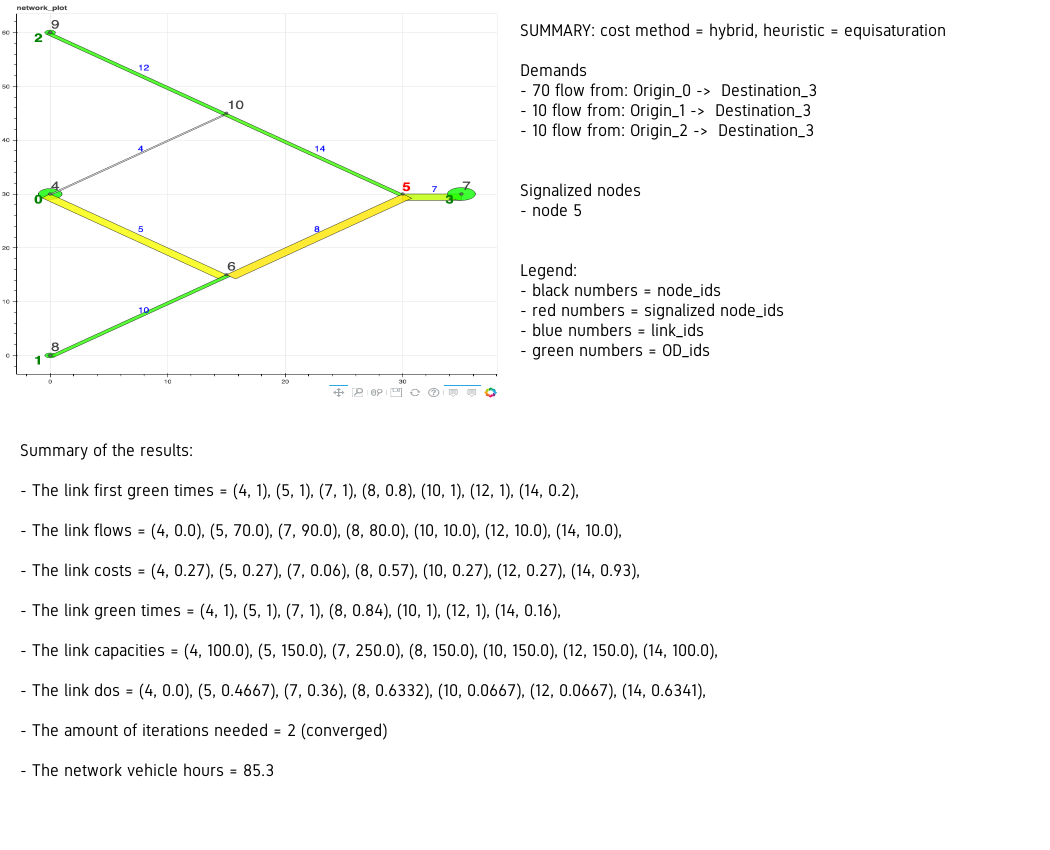 network_plot
9
2
60
12
50
10
4
14
40
4
5
7
7
0
3
30
5
8
20
6
10
10
8
1
0
0
10
20
30
SUMMARY: cost method = hybrid, heuristic = equisaturation
Demands
- 70 flow from: Origin_0 -> Destination_3
- 10 flow from: Origin_1 -> Destination_3
- 10 flow from: Origin_2 -> Destination_3
Signalized nodes
- node 5
Legend:
- black numbers = node_ids
- red numbers = signalized node_ids
- blue numbers = link_ids
- green numbers = OD_ids
Summary of the results:
- The link first green times = (4, 1), (5, 1), (7, 1), (8, 0.8), (10, 1), (12, 1), (14, 0.2),
- The link flows = (4, 0.0), (5, 70.0), (7, 90.0), (8, 80.0), (10, 10.0), (12, 10.0), (14, 10.0),
- The link costs = (4, 0.27), (5, 0.27), (7, 0.06), (8, 0.57), (10, 0.27), (12, 0.27), (14, 0.93),
- The link green times = (4, 1), (5, 1), (7, 1), (8, 0.84), (10, 1), (12, 1), (14, 0.16),
- The link capacities = (4, 100.0), (5, 150.0), (7, 250.0), (8, 150.0), (10, 150.0), (12, 150.0), (14, 100.0),
- The link dos = (4, 0.0), (5, 0.4667), (7, 0.36), (8, 0.6332), (10, 0.0667), (12, 0.0667), (14, 0.6341),
- The amount of iterations needed = 2 (converged)
- The network vehicle hours = 85.3